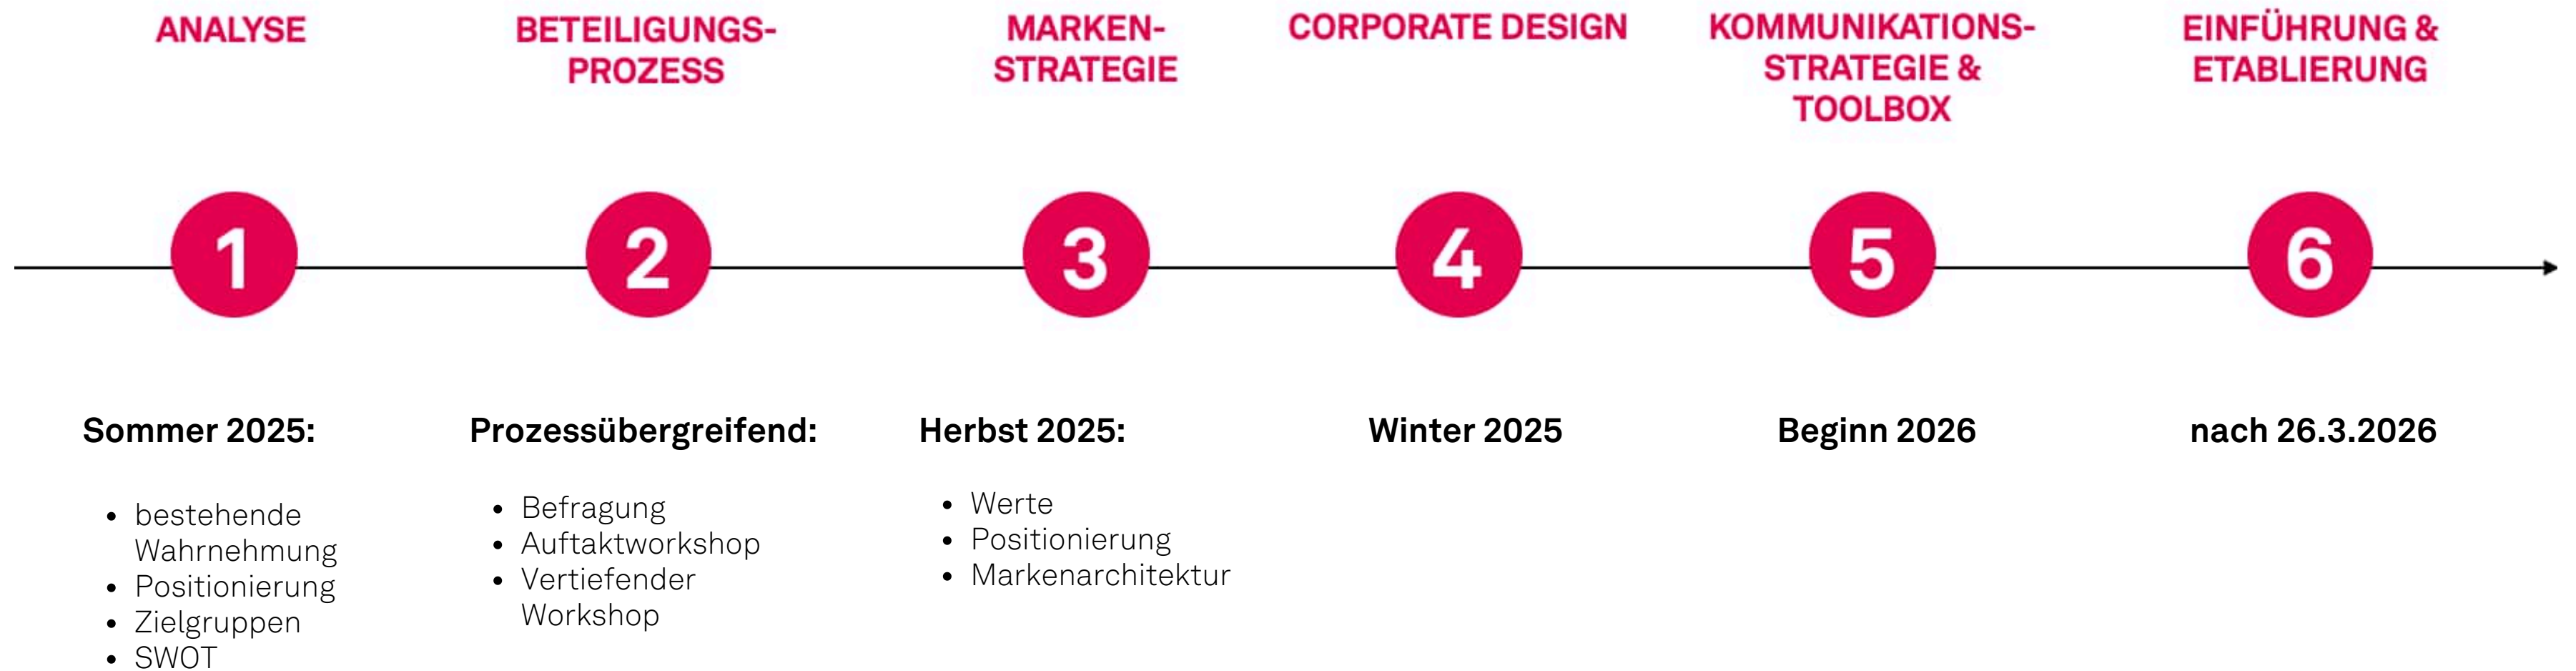 ANALYSE
BETEILIGUNGS-
PROZESS
MARKEN-
STRATEGIE
CORPORATE DESIGN
KOMMUNIKATIONS-
STRATEGIE &
TOOLBOX
EINFÜHRUNG &
ETABLIERUNG
1
2
3
4
5
6
Sommer 2025:
• bestehende
Wahrnehmung
• Positionierung
• Zielgruppen
• SWOT
Prozessübergreifend:
• Befragung
• Auftaktworkshop
• Vertiefender
Workshop
Herbst 2025:
• Werte
• Positionierung
• Markenarchitektur
Winter 2025
Beginn 2026
nach 26.3.2026